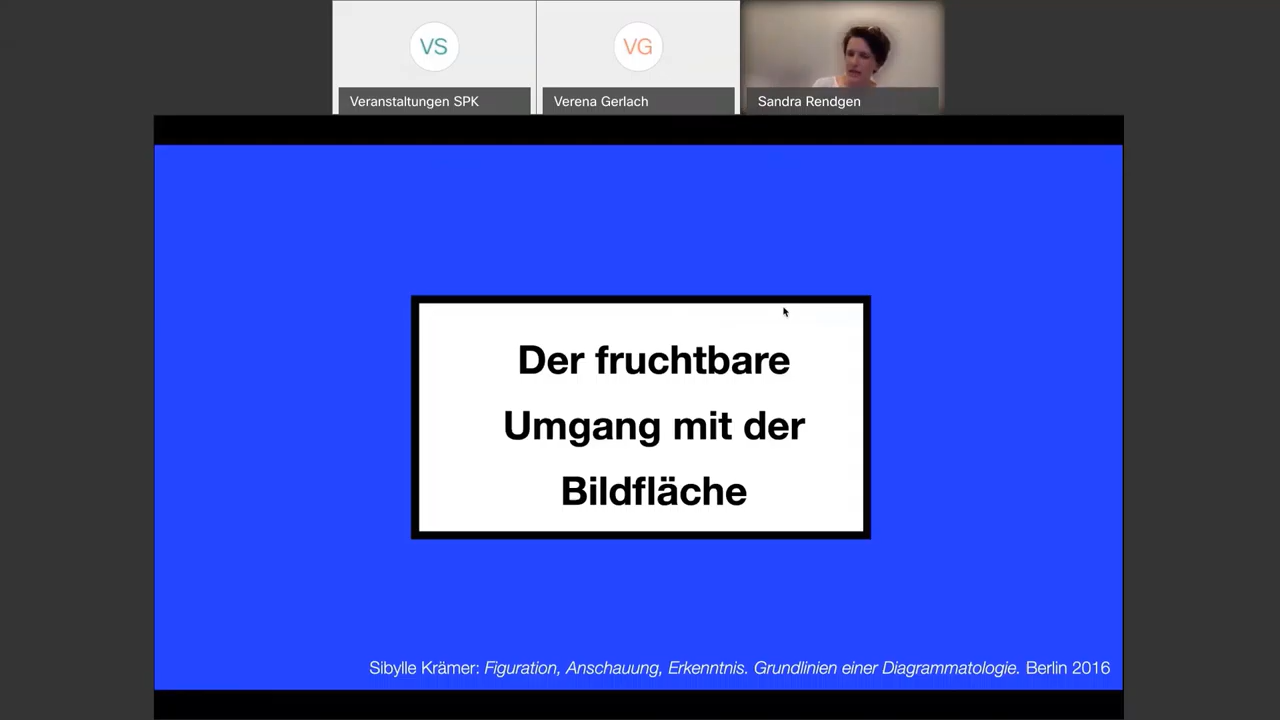 VS
VG
Veranstaltungen SPK
Verena Gerlach
Sandra Rendgen
Der fruchtbare
Umgang mit der
Bildfläche
Sibylle Krämer: Figuration, Anschauung, Erkenntnis. Grundlinien einer Diagrammatologie. Berlin 2016